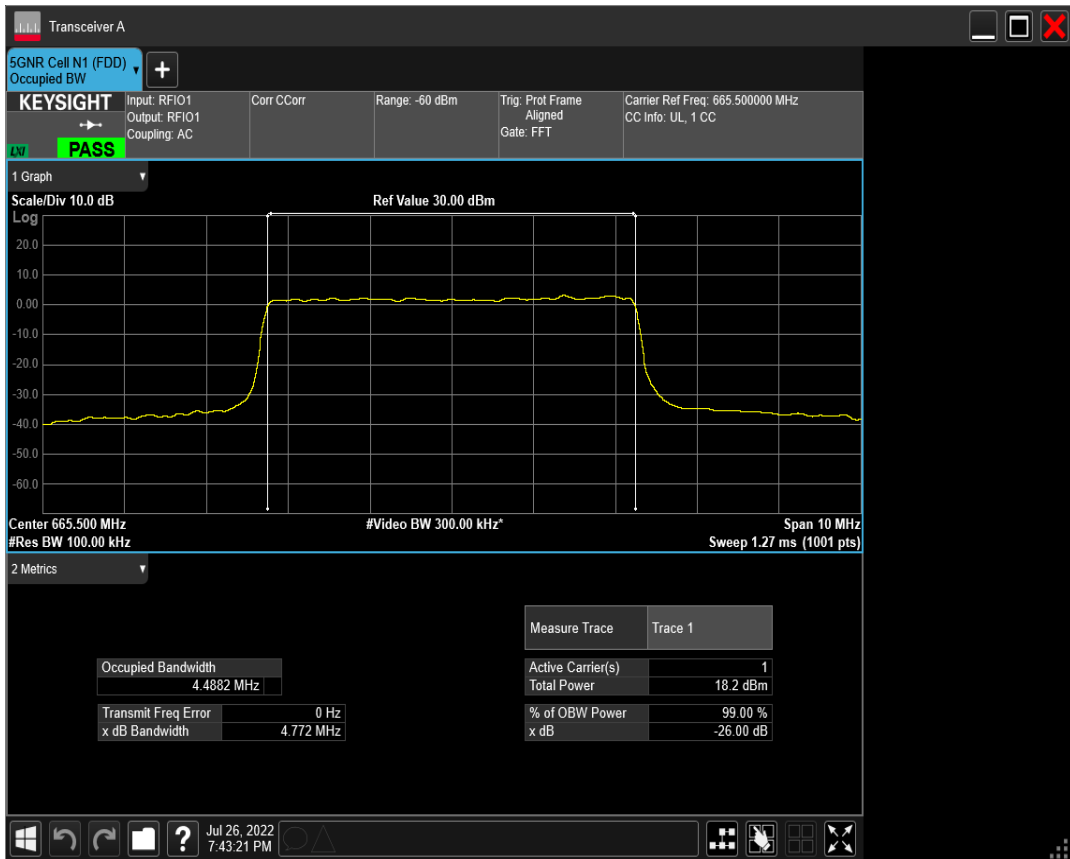 Transceiver A
5GNR Cell N1 (FDD)
Occupied BW
+
KEYSIGHT
LXI
PASS
Input: RFIO1
Output: RFIO1
Coupling: AC
Corr CCorr
Range: -60 dBm
Trig: Prot Frame
Aligned
Gate: FFT
Carrier Ref Freq: 665.500000 MHz
CC Info: UL, 1 CC
1 Graph
Scale/Div 10.0 dB
Ref Value 30.00 dBm
Log
20.0
10.0
0.00
-10.0
-20.0
-30.0
-40.0
-50.0
-60.0
Center 665.500 MHz
#Video BW 300.00 kHz*
Span 10 MHz
#Res BW 100.00 kHz
Sweep 1.27 ms (1001 pts)
2 Metrics
Measure Trace Trace 1
Occupied Bandwidth
4.4882 MHz
Active Carrier(s) 1
Total Power 18.2 dBm
Transmit Freq Error 0 Hz
x dB Bandwidth 4.772 MHz
% of OBW Power 99.00 %
x dB -26.00 dB
?
Jul 26, 2022
7:43:21 PM